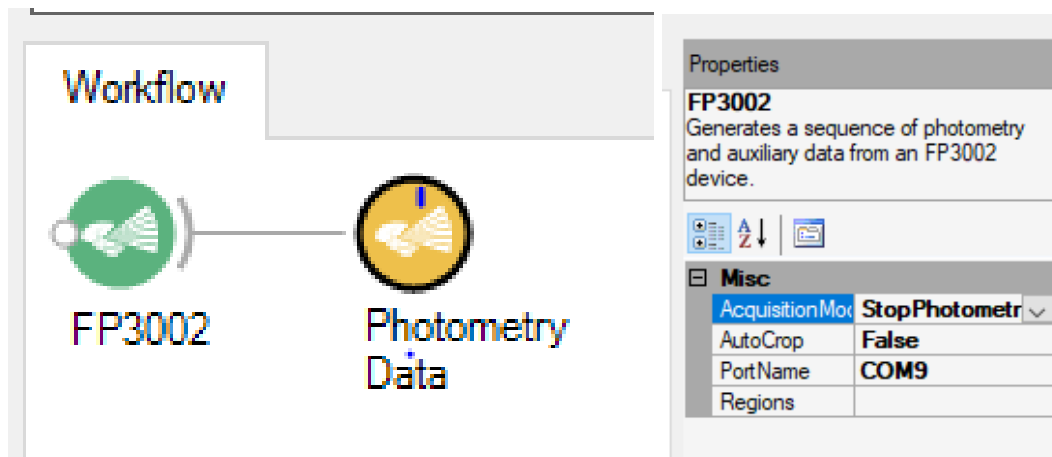 Workflow
FP3002
Photometry
Data
Properties
FP3002
Generates a sequence of photometry
and auxiliary data from an FP3002
device.
Misc
AcquisitionMod StopPhotometr
AutoCrop False
PortName COM9
Regions